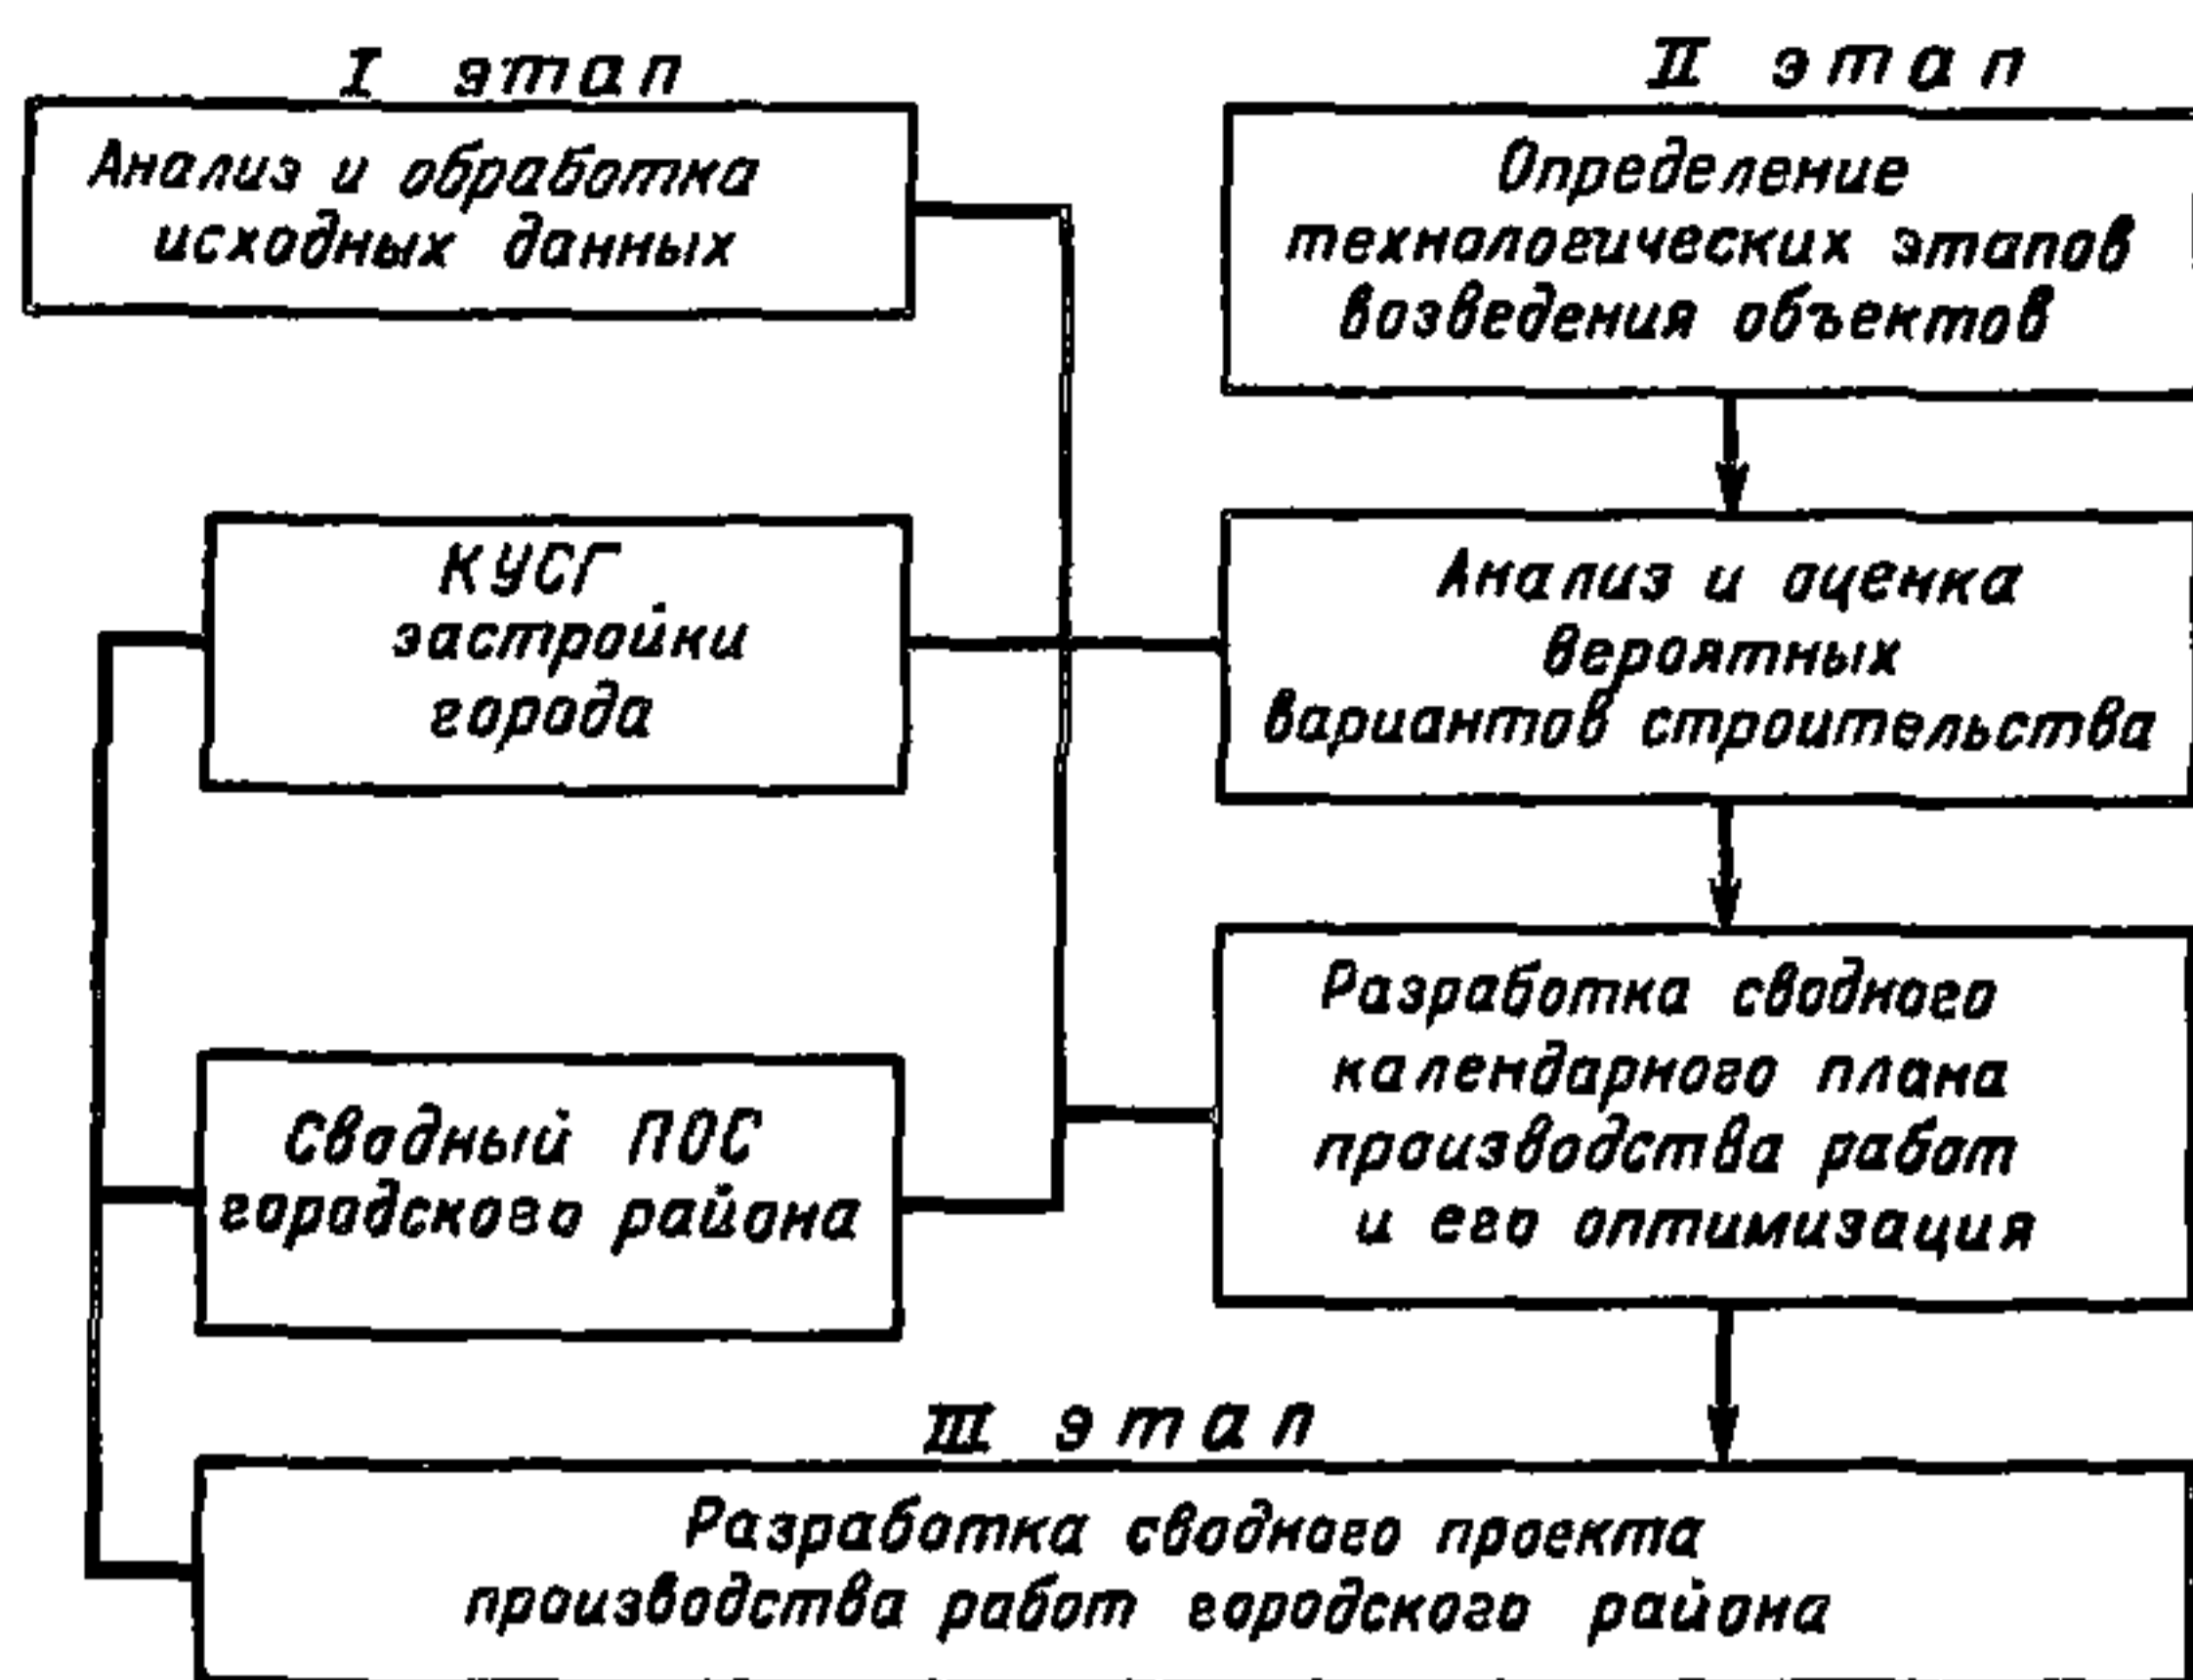 I этап
Анализ и обработка
исходных данных
КУСГ
застройки
города
Сводный ПОС
городского района
II этап
Определение
технологических этапов
возведения объектов
Анализ и оценка
вероятных
вариантов строительства
Разработка сводного
календарного плана
производства работ
и его оптимизация
III этап
Разработка сводного проекта
производства работ городского района